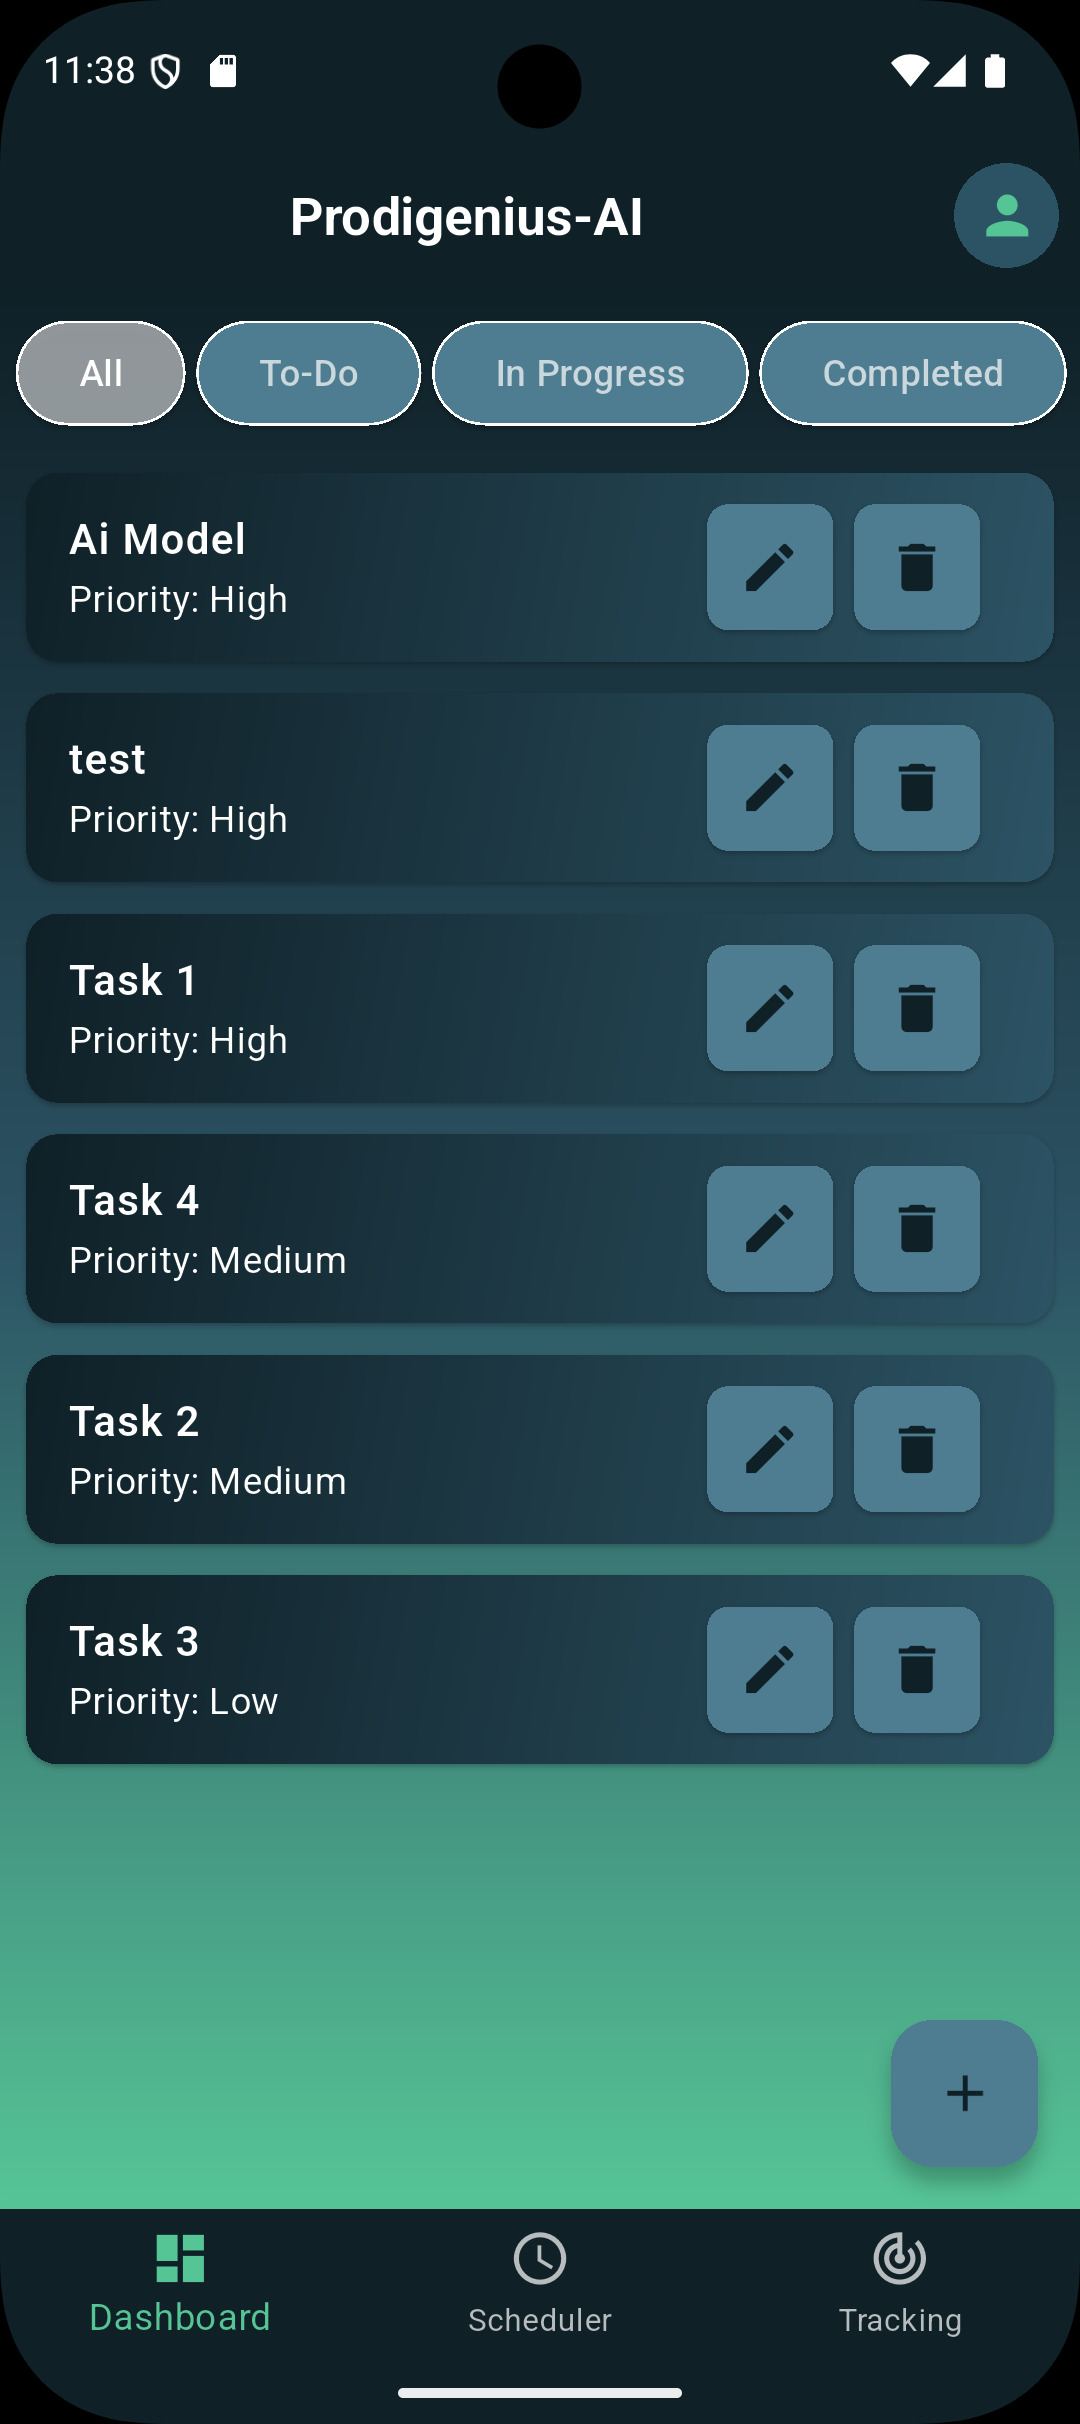 11:38
Prodigenius-AI
All To-Do In Progress Completed
Ai Model
Priority: High
test
Priority: High
Task 1
Priority: High
Task 4
Priority: Medium
Task 2
Priority: Medium
Task 3
Priority: Low
Dashboard Scheduler Tracking